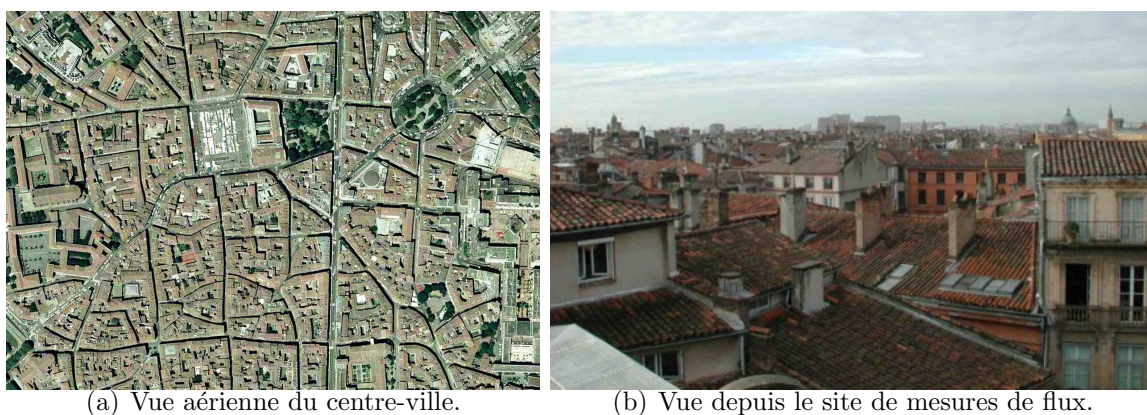 (a) Vue aérienne du centre-ville.
(b) Vue depuis le site de mesures de flux.